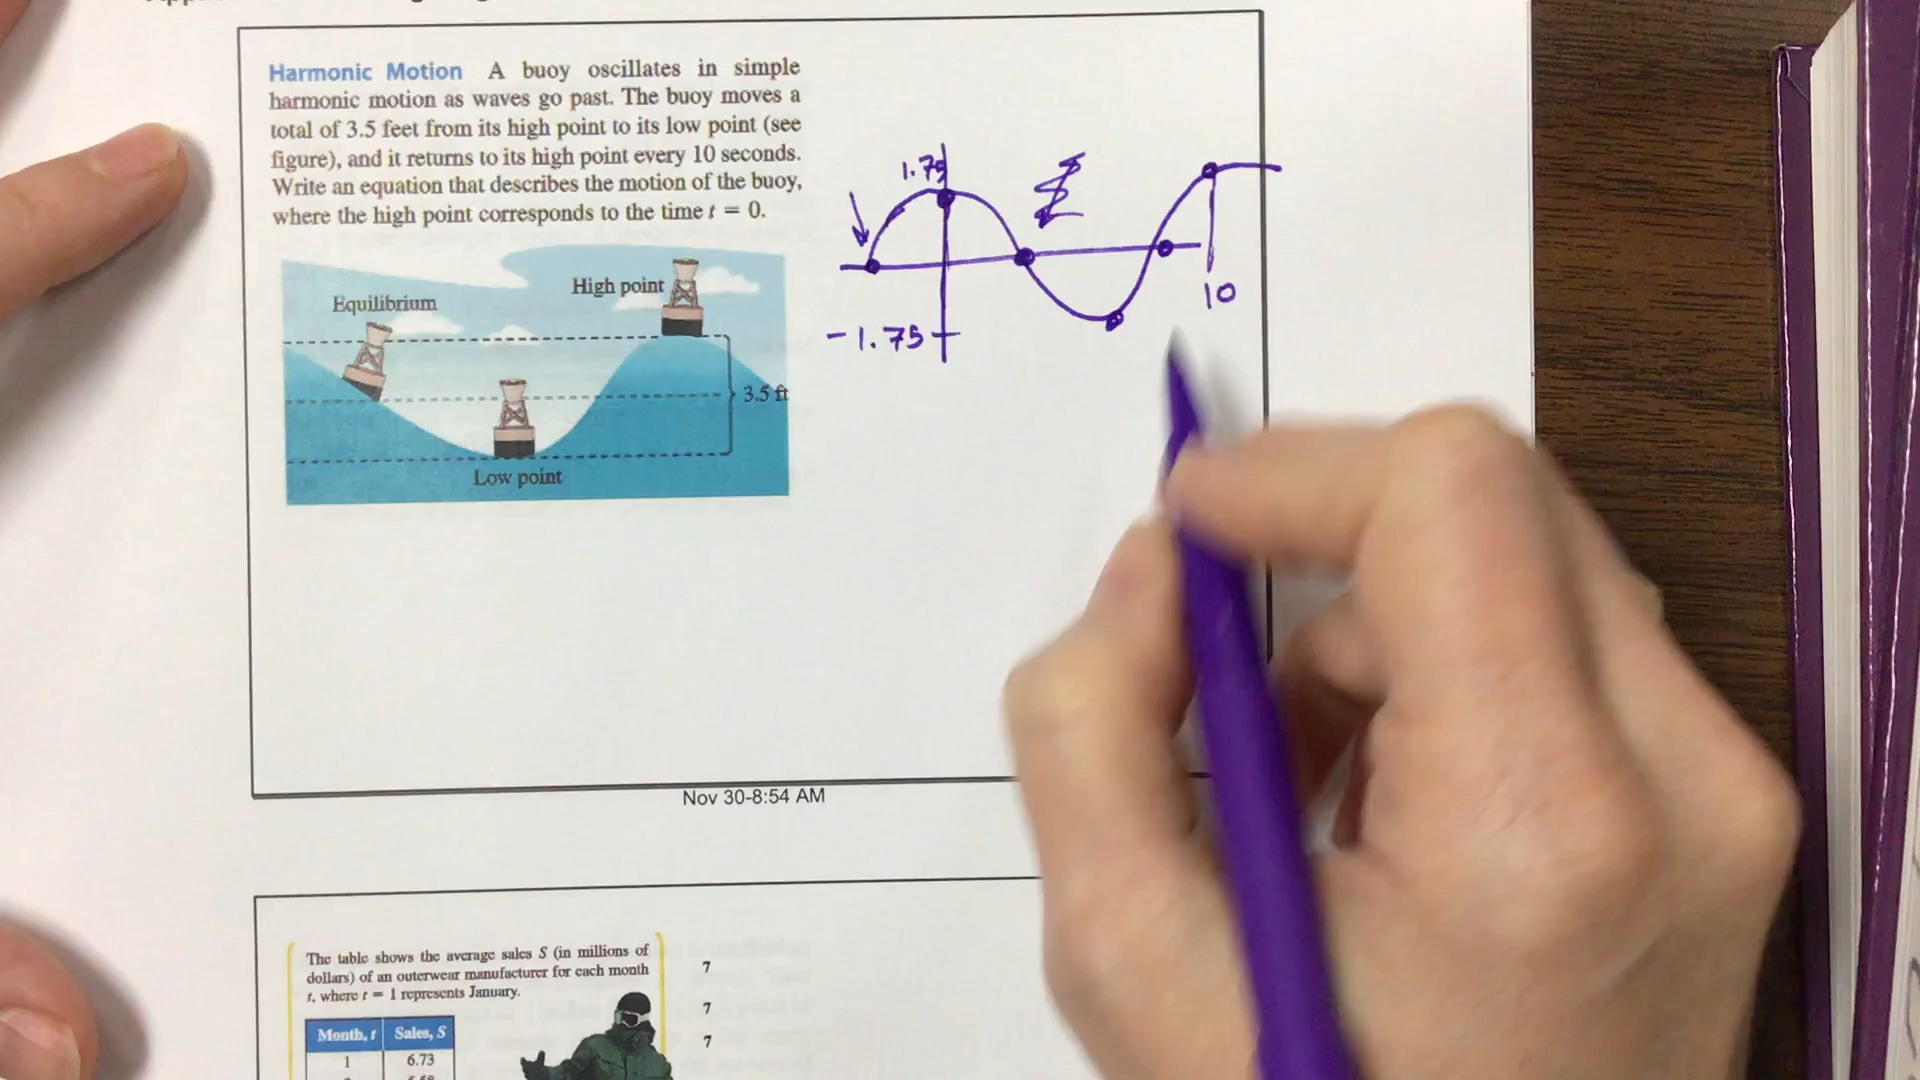 Harmonic Motion A buoy oscillates in simple
harmonic motion as waves go past. The buoy moves a
total of 3.5 feet from its high point to its low point (see
figure), and it returns to its high point every 10 seconds.
Write an equation that describes the motion of the buoy,
where the high point corresponds to the time t = 0.
1.75
-1.75
10
High point
Equilibrium
3.5 ft
Low point
Nov 30-8:54 AM
The table shows the average sales S (in millions of
dollars) of an outerwear manufacturer for each month
t, where t = 1 represents January.
7
7
7
Month, t Sales, S
1 6.73